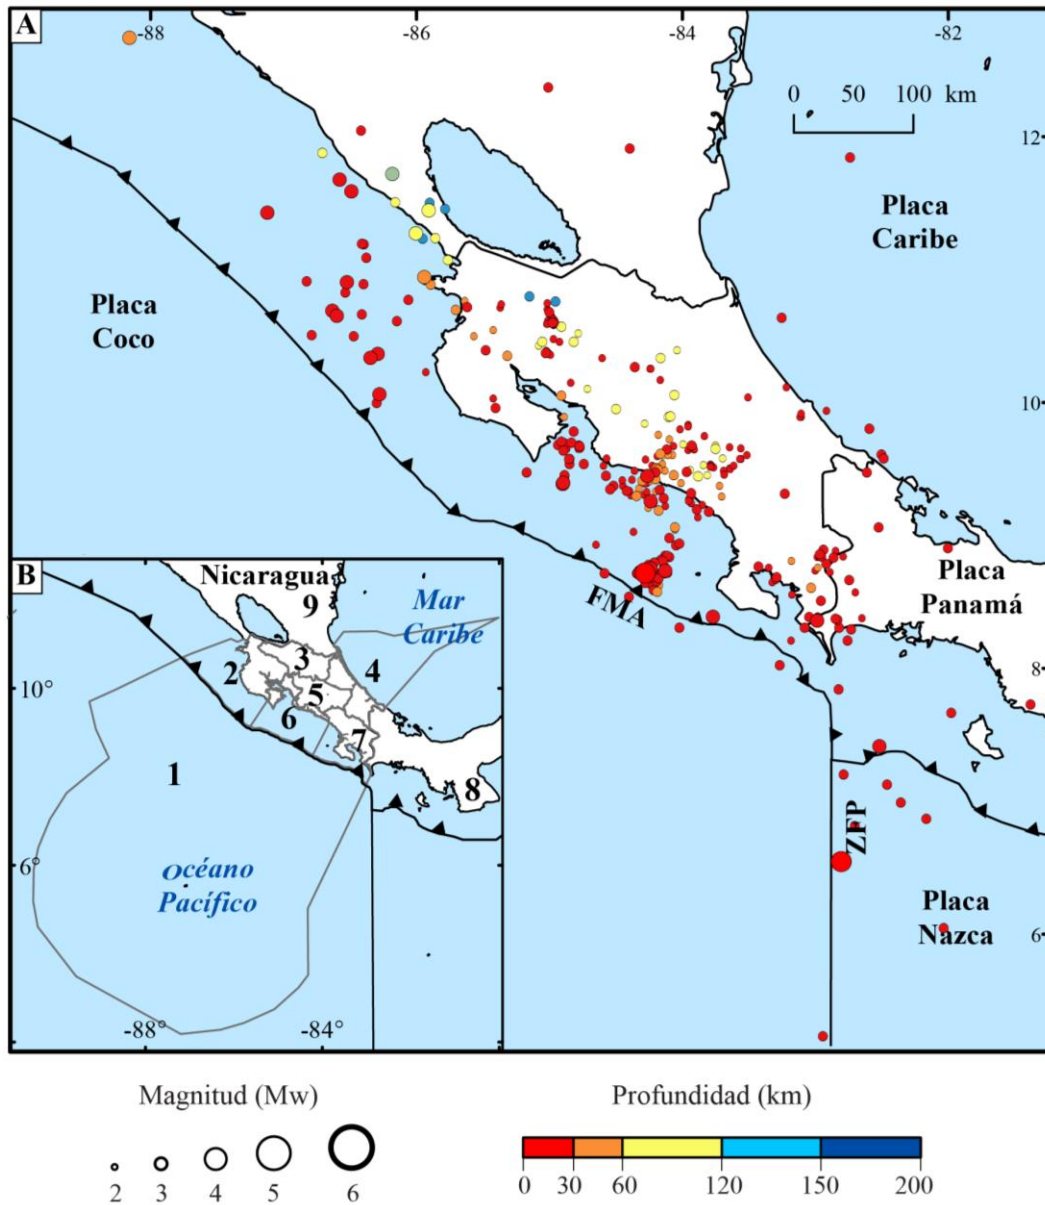 A
-88
-86
-84
-82
0 50 100 km
12
Placa
Caribe
Placa
Coco
10
Placa
Panamá
FMA
8
ZFP
Placa
Nazca
6
B
Nicaragua
9
Mar
Caribe
3
2
4
10°
5
6
7
1
8
6°
Océano
Pacífico
-88°
-84°
Magnitud (Mw)
2 3 4 5 6
Profundidad (km)
0 30 60 120 150 200